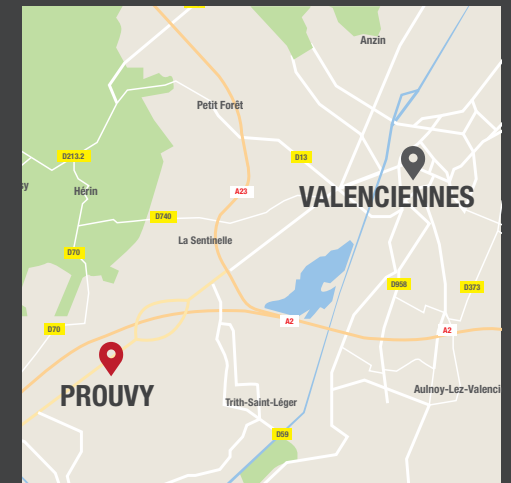 Anzin
Petit Forêt
D213.2
D13
sy
Hérin
A23
VALENCIENNES
D740
La Sentinelle
D70
D958
D373
D70
A2
A2
PROUVY
Trith-Saint-Léger
Aulnoy-Lez-Valenci
D59